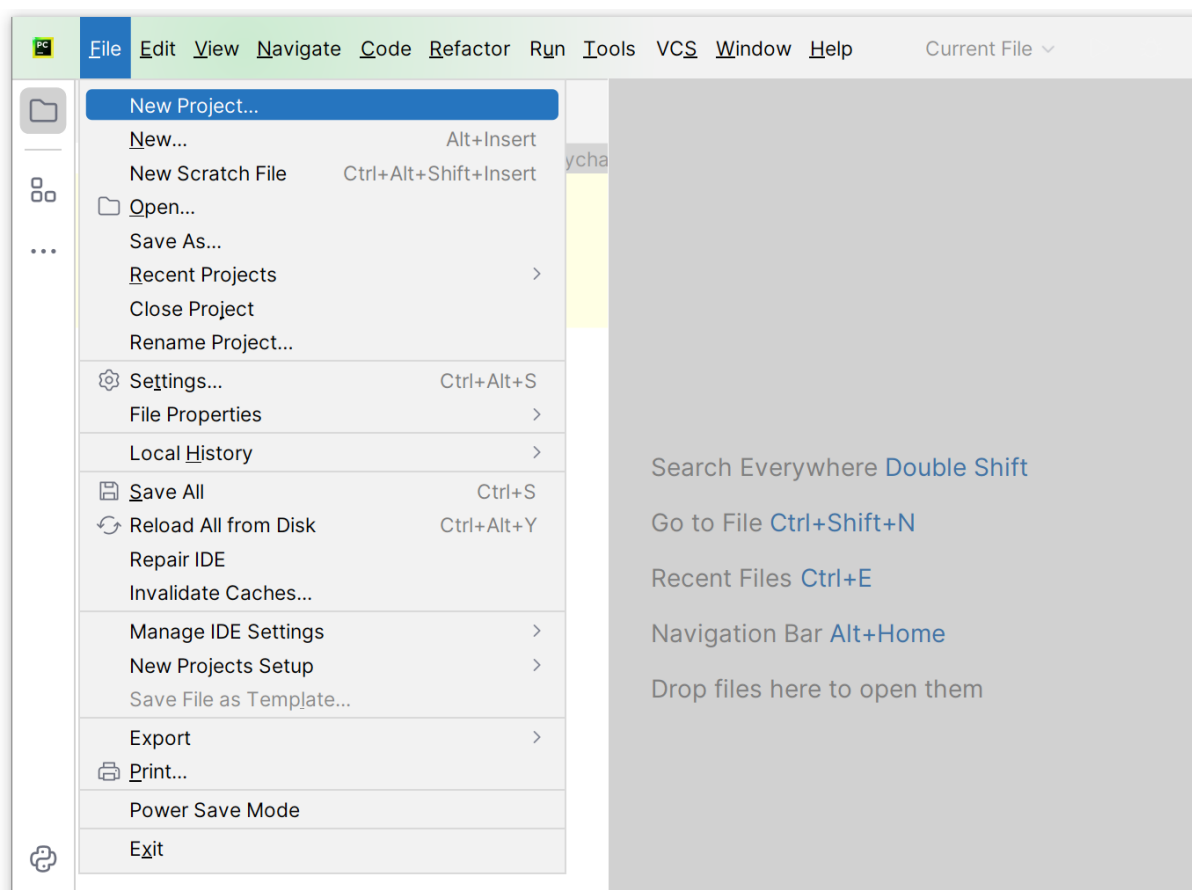 PC
File Edit View Navigate Code Refactor Run Tools VCS Window Help Current File
New Project...
New... Alt+Insert
New Scratch File Ctrl+Alt+Shift+Insert
ycha
Open...
Save As...
Recent Projects
Close Project
Rename Project...
Settings... Ctrl+Alt+S
File Properties
Local History
Save All Ctrl+S
Reload All from Disk Ctrl+Alt+Y
Repair IDE
Invalidate Caches...
Manage IDE Settings
New Projects Setup
Save File as Template...
Export
Print...
Power Save Mode
Exit
Search Everywhere Double Shift
Go to File Ctrl+Shift+N
Recent Files Ctrl+E
Navigation Bar Alt+Home
Drop files here to open them